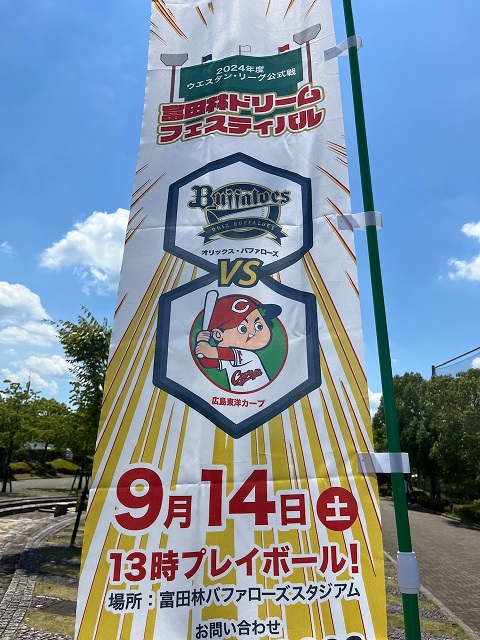 2024年度
ウエスタン・リーグ公式戦
富田林ドリーム
フェスティバル
Buffaloes
ORIX BUFFALOES
オリックス・バファローズ
VS
C
Carp
広島東洋カープ
9月14日土
13時プレイボール!
場所：富田林バファローズスタジアム
お問い合わせ